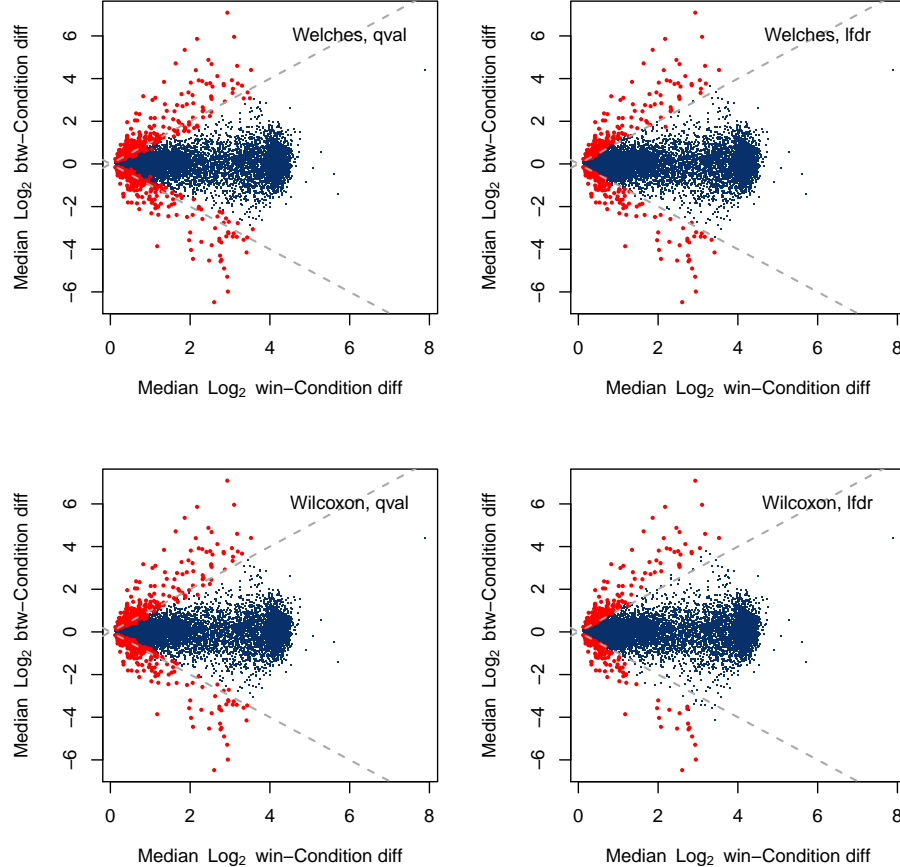 Welches, qval
Median Log2 btw−Condition diff
6
4
2
0
−2
−4
−6
0 2 4 6 8
Median Log2 win−Condition diff
Welches, lfdr
Median Log2 btw−Condition diff
6
4
2
0
−2
−4
−6
0 2 4 6 8
Median Log2 win−Condition diff
Wilcoxon, qval
Median Log2 btw−Condition diff
6
4
2
0
−2
−4
−6
0 2 4 6 8
Median Log2 win−Condition diff
Wilcoxon, lfdr
Median Log2 btw−Condition diff
6
4
2
0
−2
−4
−6
0 2 4 6 8
Median Log2 win−Condition diff